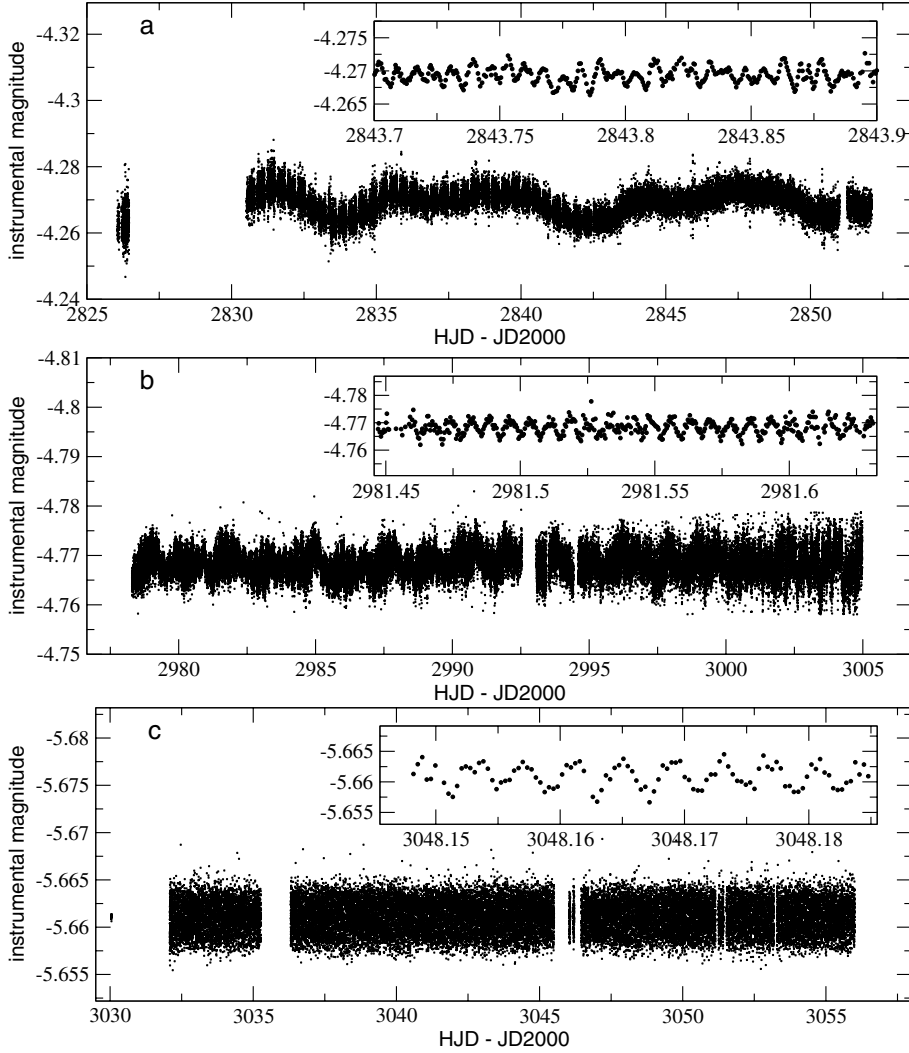 a
instrumental magnitude
-4.32
-4.3
-4.28
-4.26
-4.24
-4.275
-4.27
-4.265
2843.7 2843.75 2843.8 2843.85 2843.9
2825 2830 2835 2840 2845 2850
HJD - JD2000
b
instrumental magnitude
-4.81
-4.8
-4.79
-4.78
-4.77
-4.76
-4.75
-4.78
-4.77
-4.76
2981.45 2981.5 2981.55 2981.6
2980 2985 2990 2995 3000 3005
HJD - JD2000
c
instrumental magnitude
-5.68
-5.675
-5.67
-5.665
-5.66
-5.655
-5.665
-5.66
-5.655
3048.15 3048.16 3048.17 3048.18
3030 3035 3040 3045 3050 3055
HJD - JD2000